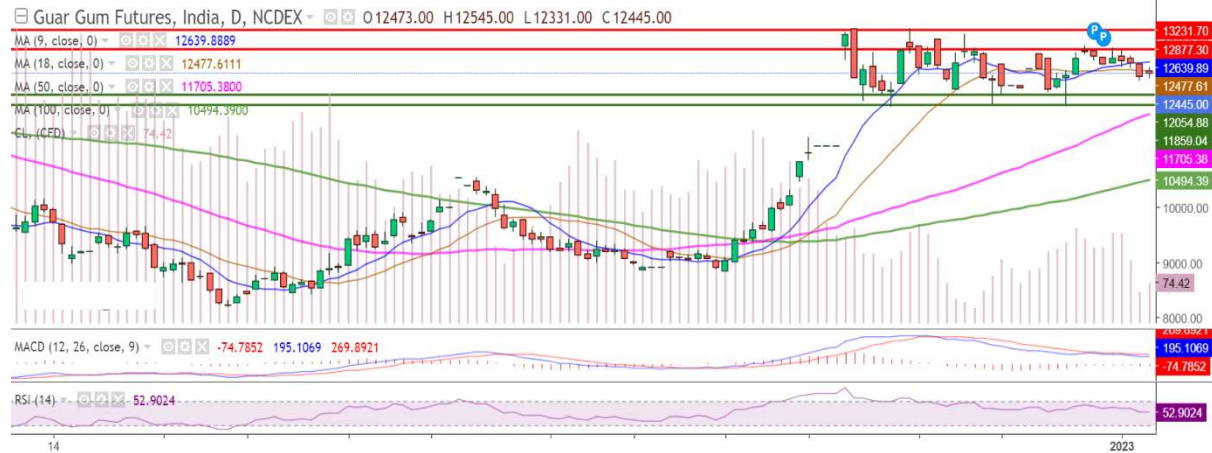 Guar Gum Futures, India, D, NCDEX O12473.00 H12545.00 L12331.00 C12445.00
MA (9, close, 0) 12639.8889
MA (18, close, 0) 12477.6111
MA (50, close, 0) 11705.3800
MA (100, close, 0) 10494.3900
CL, (CFD) 74.42
P
P
13231.70
12877.30
12639.89
12477.61
12445.00
12054.88
11859.04
11705.38
10494.39
10000.00
9000.00
74.42
8000.00
MACD (12, 26, close, 9) -74.7852 195.1069 269.8921
269.8921
195.1069
-74.7852
RSI (14) 52.9024
52.9024
14 2023